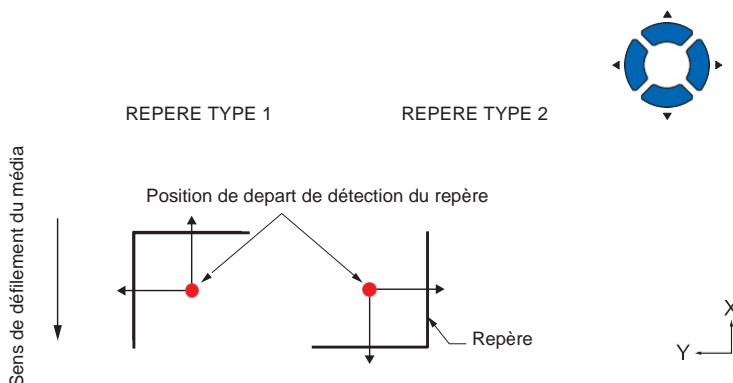 REPERE TYPE 1
REPERE TYPE 2
Sens de défilement du média
Position de depart de détection du repère
Repère
X
Y